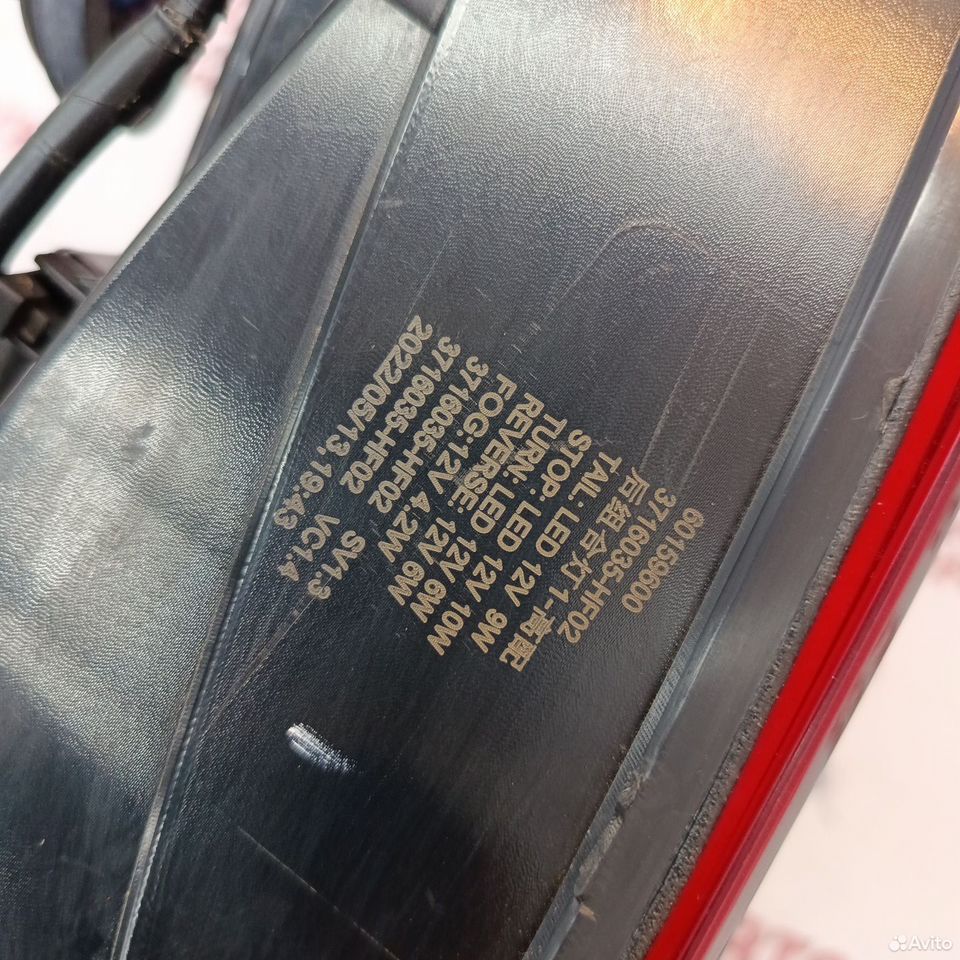 60159600
3716035-HF02
后组合灯1-高配
TAIL: LED 12V 9W
STOP: LED 12V 10W
TURN: LED 12V 6W
REVERSE: 12V 6W
FOG:12V 4.2W
3716035-HF02
3716035-HF02 SV1.3
2022/05/13,19:43 VC1.4
Avito